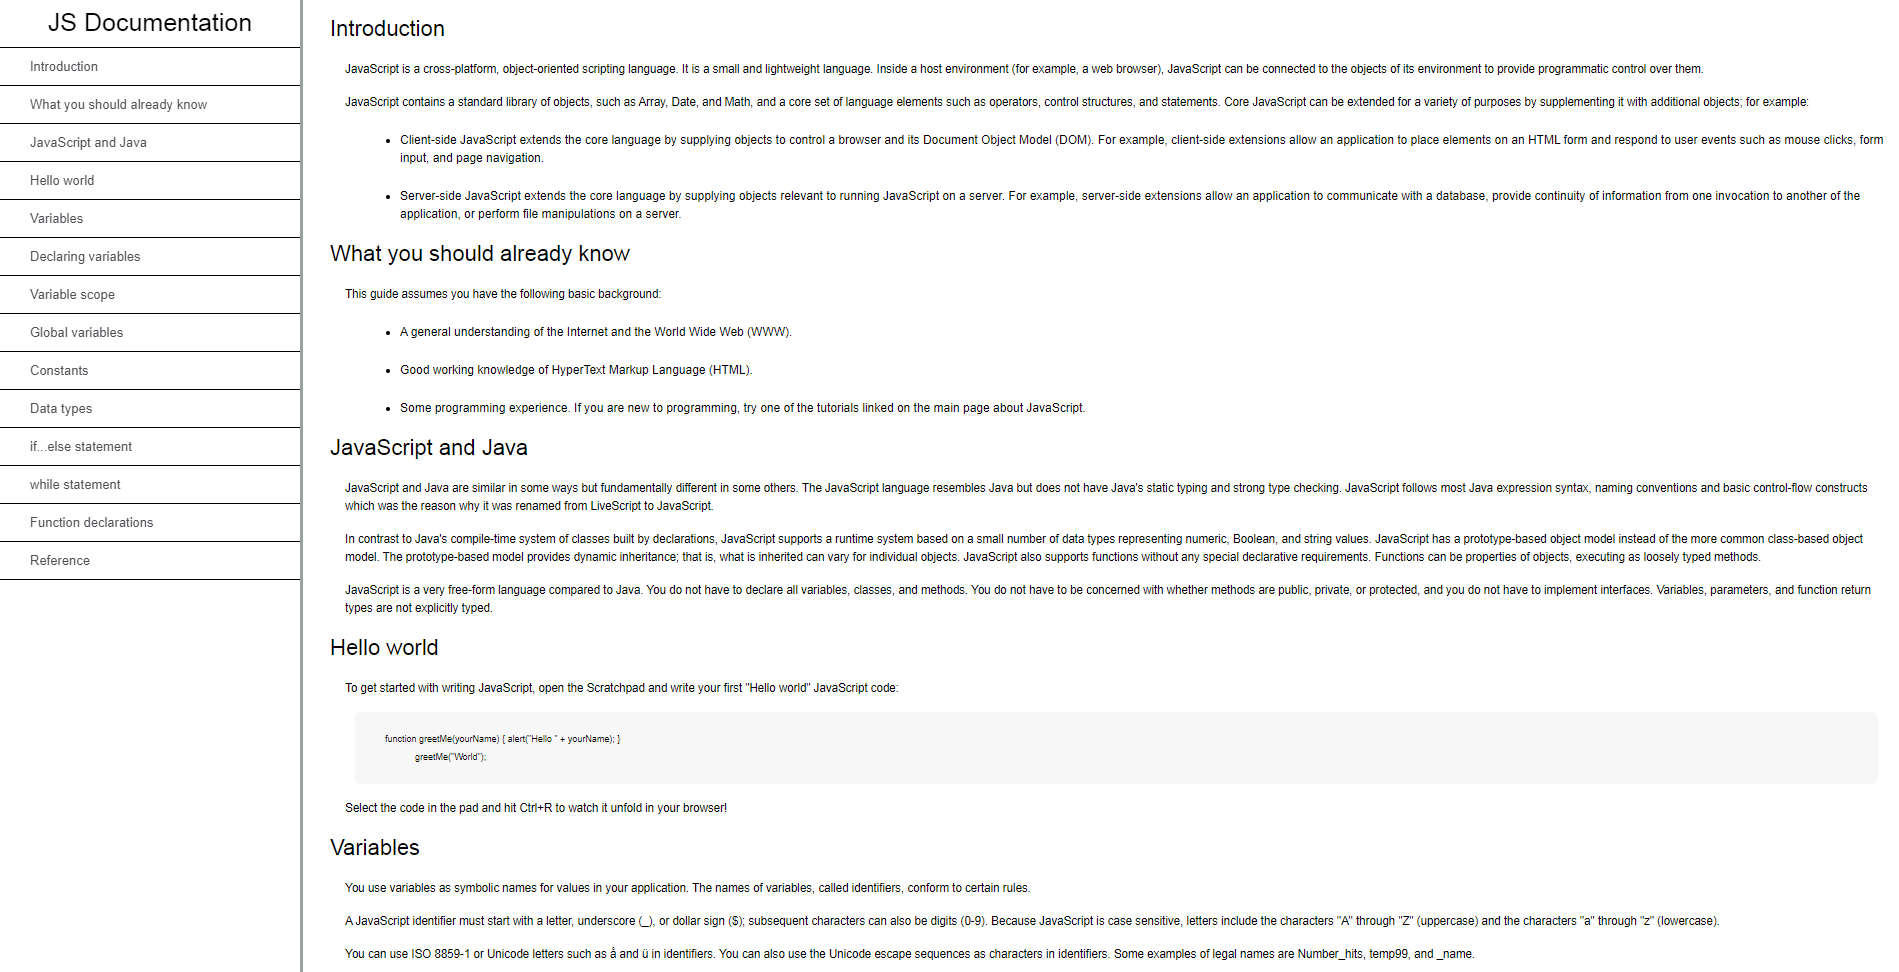 JS Documentation
Introduction
What you should already know
JavaScript and Java
Hello world
Variables
Declaring variables
Variable scope
Global variables
Constants
Data types
if...else statement
while statement
Function declarations
Reference
Introduction
JavaScript is a cross-platform, object-oriented scripting language. It is a small and lightweight language. Inside a host environment (for example, a web browser), JavaScript can be connected to the objects of its environment to provide programmatic control over them.
JavaScript contains a standard library of objects, such as Array, Date, and Math, and a core set of language elements such as operators, control structures, and statements. Core JavaScript can be extended for a variety of purposes by supplementing it with additional objects; for example:
• Client-side JavaScript extends the core language by supplying objects to control a browser and its Document Object Model (DOM). For example, client-side extensions allow an application to place elements on an HTML form and respond to user events such as mouse clicks, form
input, and page navigation.
• Server-side JavaScript extends the core language by supplying objects relevant to running JavaScript on a server. For example, server-side extensions allow an application to communicate with a database, provide continuity of information from one invocation to another of the
application, or perform file manipulations on a server.
What you should already know
This guide assumes you have the following basic background:
• A general understanding of the Internet and the World Wide Web (WWW).
• Good working knowledge of HyperText Markup Language (HTML).
• Some programming experience. If you are new to programming, try one of the tutorials linked on the main page about JavaScript.
JavaScript and Java
JavaScript and Java are similar in some ways but fundamentally different in some others. The JavaScript language resembles Java but does not have Java's static typing and strong type checking. JavaScript follows most Java expression syntax, naming conventions and basic control-flow constructs
which was the reason why it was renamed from LiveScript to JavaScript.
In contrast to Java's compile-time system of classes built by declarations, JavaScript supports a runtime system based on a small number of data types representing numeric, Boolean, and string values. JavaScript has a prototype-based object model instead of the more common class-based object
model. The prototype-based model provides dynamic inheritance; that is, what is inherited can vary for individual objects. JavaScript also supports functions without any special declarative requirements. Functions can be properties of objects, executing as loosely typed methods.
JavaScript is a very free-form language compared to Java. You do not have to declare all variables, classes, and methods. You do not have to be concerned with whether methods are public, private, or protected, and you do not have to implement interfaces. Variables, parameters, and function return
types are not explicitly typed.
Hello world
To get started with writing JavaScript, open the Scratchpad and write your first "Hello world" JavaScript code:
function greetMe(yourName) { alert("Hello " + yourName); }
greetMe("World");
Select the code in the pad and hit Ctrl+R to watch it unfold in your browser!
Variables
You use variables as symbolic names for values in your application. The names of variables, called identifiers, conform to certain rules.
A JavaScript identifier must start with a letter, underscore (_), or dollar sign ($); subsequent characters can also be digits (0-9). Because JavaScript is case sensitive, letters include the characters "A" through "Z" (uppercase) and the characters "a" through "z" (lowercase).
You can use ISO 8859-1 or Unicode letters such as å and ü in identifiers. You can also use the Unicode escape sequences as characters in identifiers. Some examples of legal names are Number_hits, temp99, and _name.